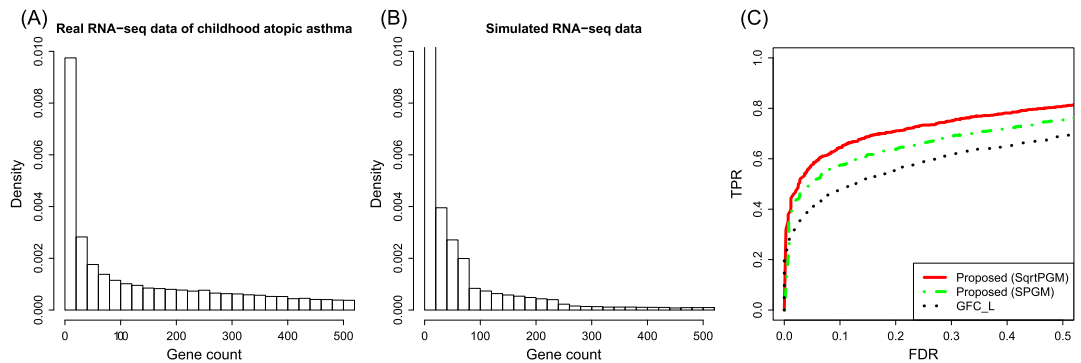 (A)
Real RNA−seq data of childhood atopic asthma
Density
0.000 0.002 0.004 0.006 0.008 0.010
0 100 200 300 400 500
Gene count
(B)
Simulated RNA−seq data
Density
0.000 0.002 0.004 0.006 0.008 0.010
0 100 200 300 400 500
Gene count
(C)
TPR
0.0 0.2 0.4 0.6 0.8 1.0
Proposed (SqrtPGM)
Proposed (SPGM)
GFC_L
0.0 0.1 0.2 0.3 0.4 0.5
FDR